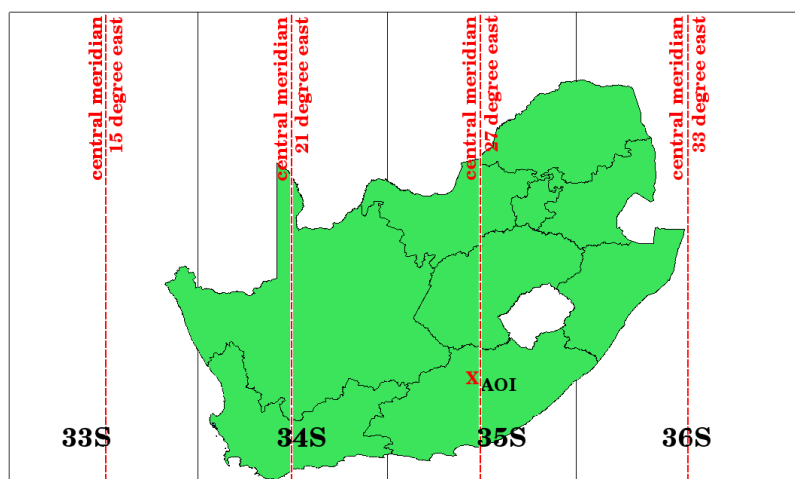 central meridian
15 degree east
central meridian
21 degree east
central meridian
27 degree east
central meridian
33 degree east
X
AOI
33S
34S
35S
36S